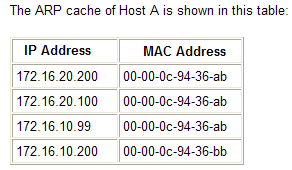 The ARP cache of Host A is shown in this table:
IP Address MAC Address
172.16.20.200 00-00-0c-94-36-ab
172.16.20.100 00-00-0c-94-36-ab
172.16.10.99 00-00-0c-94-36-ab
172.16.10.200 00-00-0c-94-36-bb